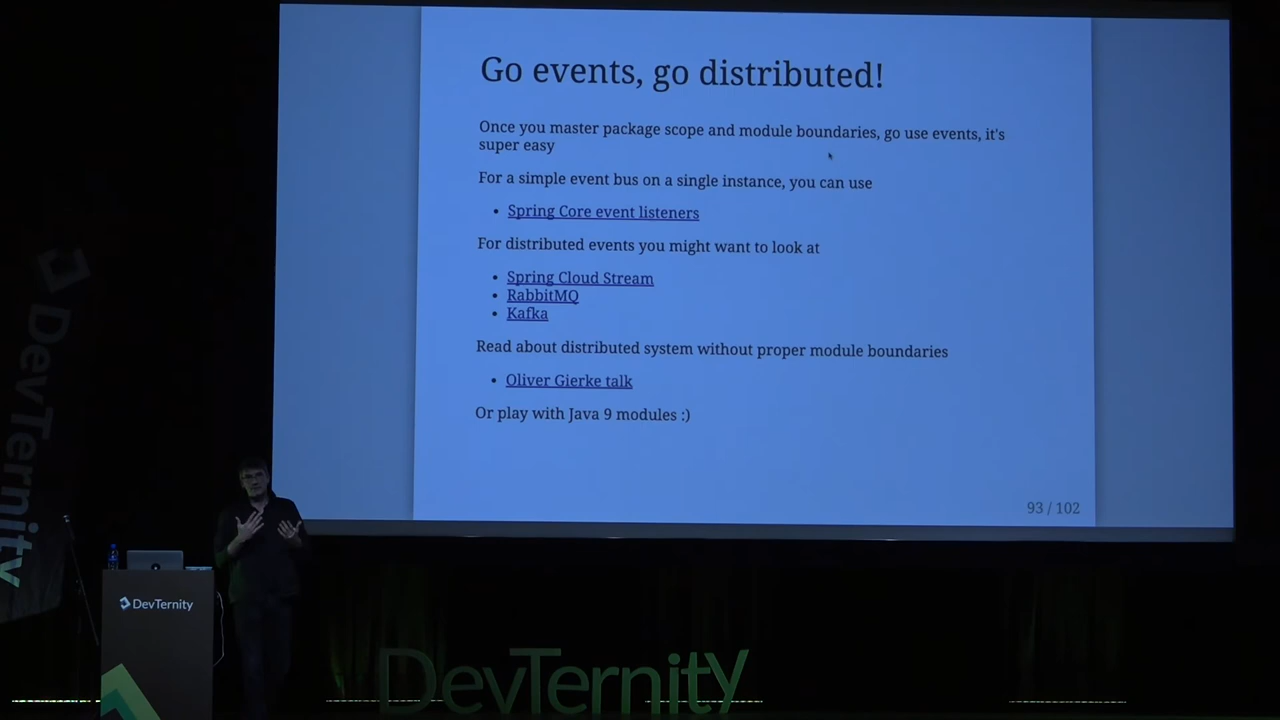 Go events, go distributed!
Once you master package scope and module boundaries, go use events, it's
super easy
For a simple event bus on a single instance, you can use
• Spring Core event listeners
For distributed events you might want to look at
• Spring Cloud Stream
• RabbitMQ
• Kafka
Read about distributed system without proper module boundaries
• Oliver Gierke talk
Or play with Java 9 modules :)
93 / 102
DevTernity
DevTernity
DevTernity